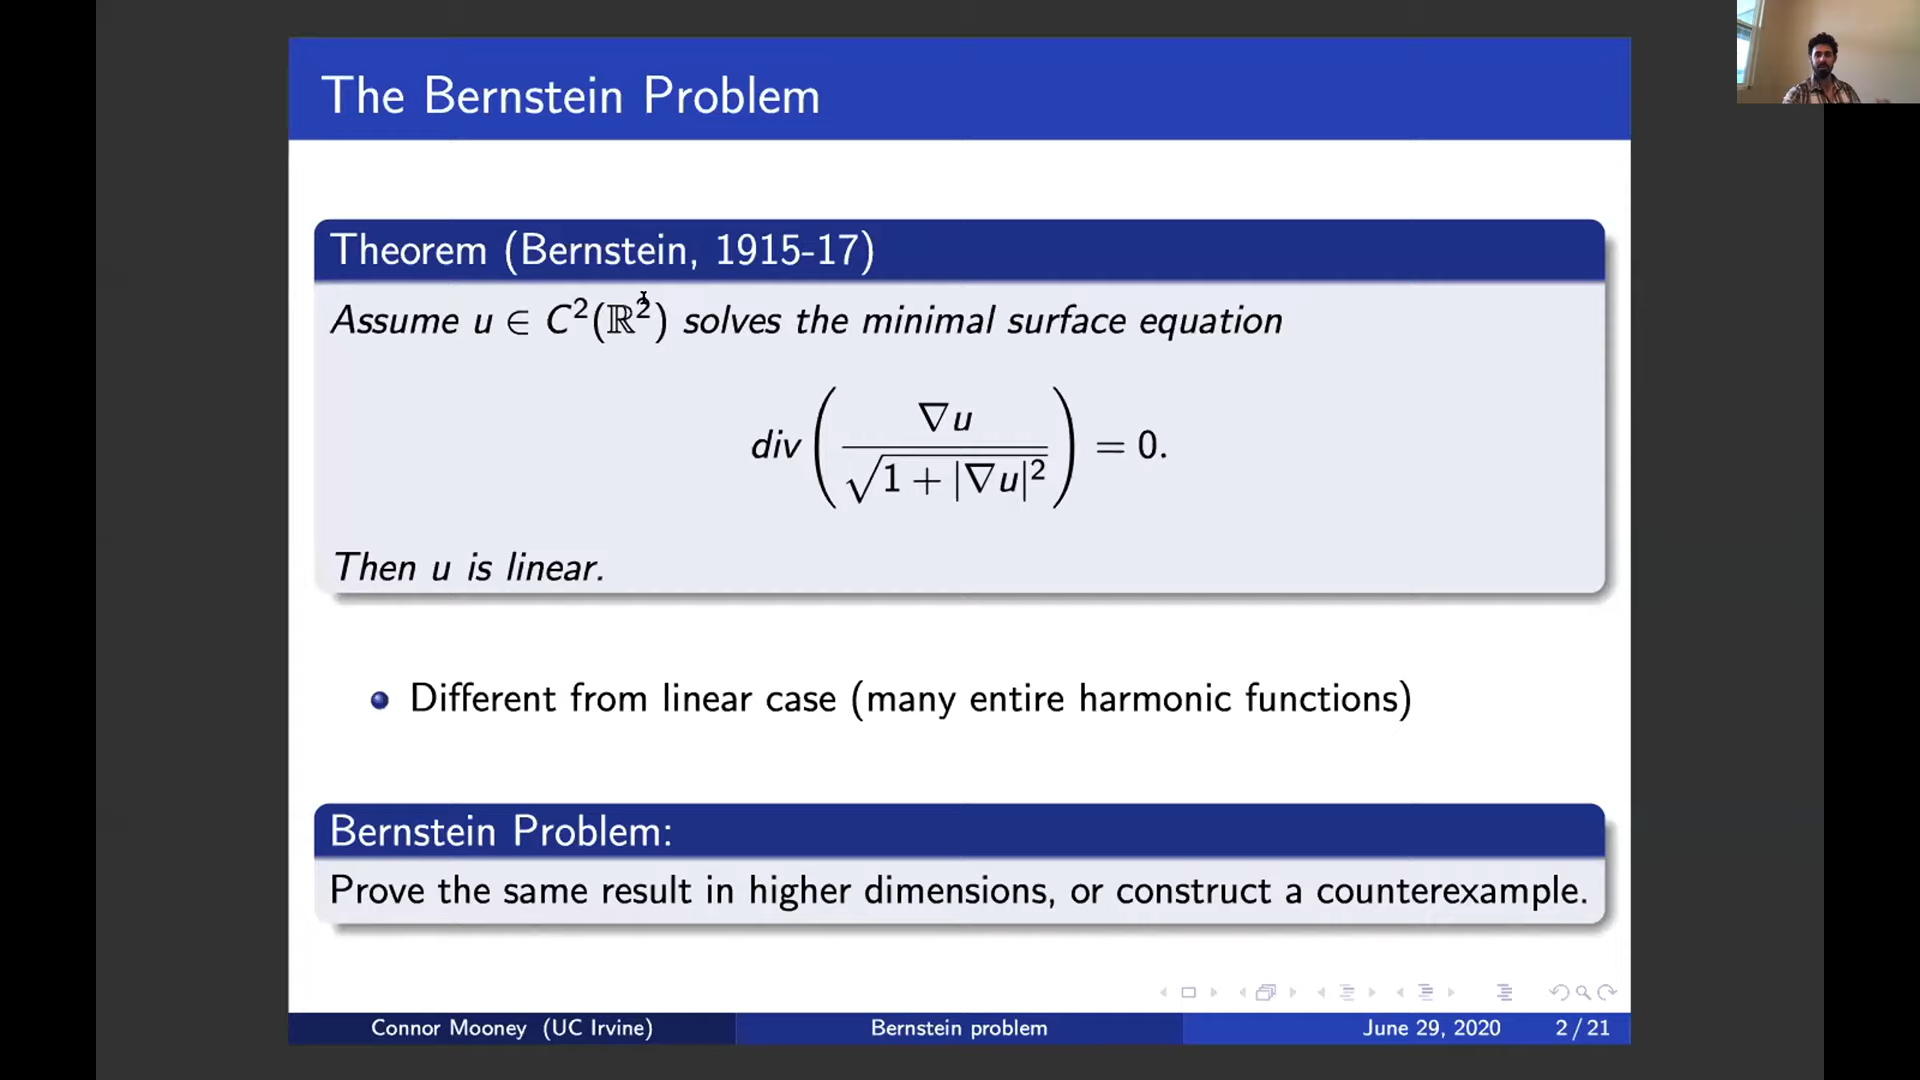 The Bernstein Problem
Theorem (Bernstein, 1915-17)
Assume u ∈ C²(ℝ²) solves the minimal surface equation
div(∇u / √(1 + |∇u|²)) = 0.
Then u is linear.
Different from linear case (many entire harmonic functions)
Bernstein Problem:
Prove the same result in higher dimensions, or construct a counterexample.
Connor Mooney (UC Irvine) Bernstein problem June 29, 2020 2 / 21